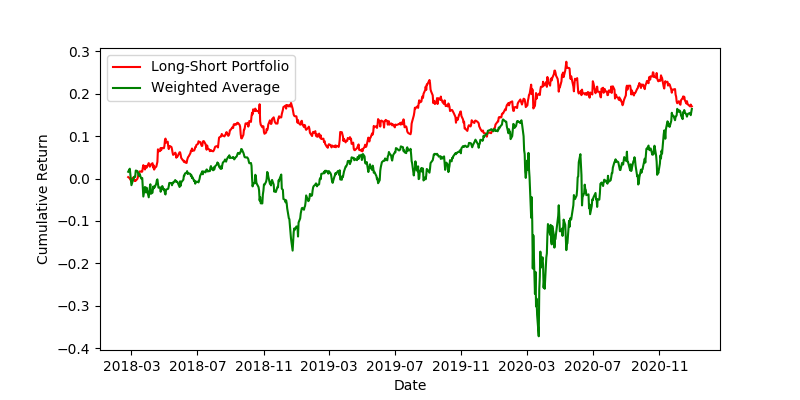 Long-Short Portfolio
Weighted Average
Cumulative Return
0.3
0.2
0.1
0.0
−0.1
−0.2
−0.3
−0.4
2018-03 2018-07 2018-11 2019-03 2019-07 2019-11 2020-03 2020-07 2020-11
Date